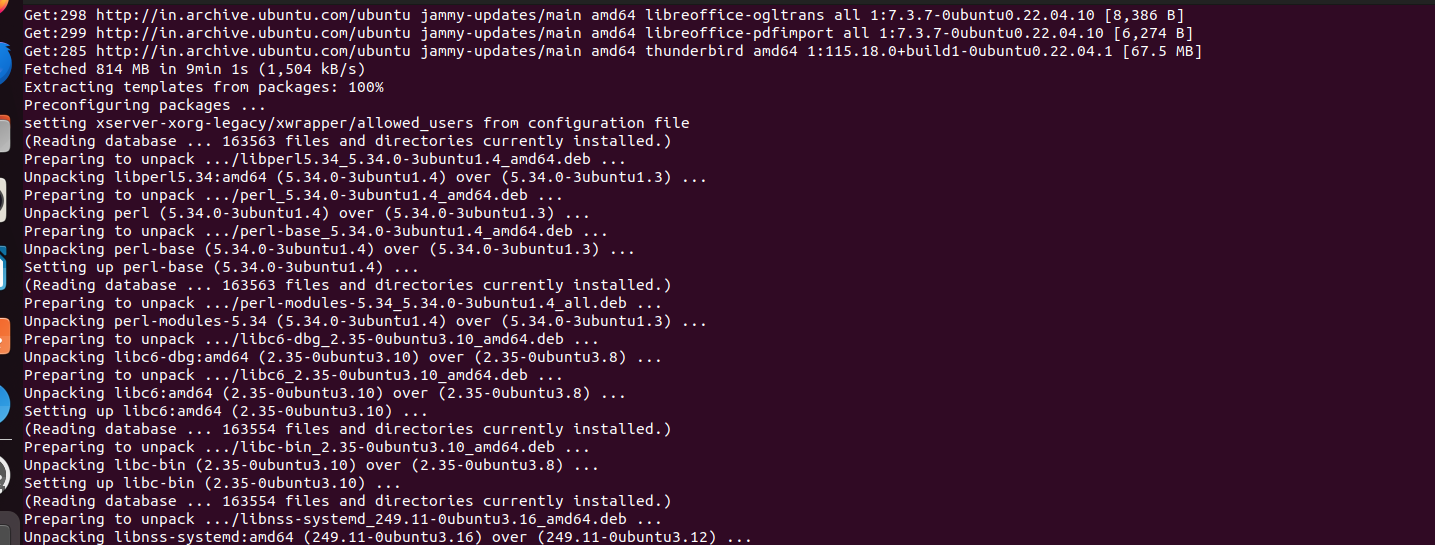 Get:298 http://in.archive.ubuntu.com/ubuntu jammy-updates/main amd64 libreoffice-ogltrans all 1:7.3.7-0ubuntu0.22.04.10 [8,386 B]
Get:299 http://in.archive.ubuntu.com/ubuntu jammy-updates/main amd64 libreoffice-pdfimport all 1:7.3.7-0ubuntu0.22.04.10 [6,274 B]
Get:285 http://in.archive.ubuntu.com/ubuntu jammy-updates/main amd64 thunderbird amd64 1:115.18.0+build1-0ubuntu0.22.04.1 [67.5 MB]
Fetched 814 MB in 9min 1s (1,504 kB/s)
Extracting templates from packages: 100%
Preconfiguring packages ...
setting xserver-xorg-legacy/xwrapper/allowed_users from configuration file
(Reading database ... 163563 files and directories currently installed.)
Preparing to unpack .../libperl5.34_5.34.0-3ubuntu1.4_amd64.deb ...
Unpacking libperl5.34:amd64 (5.34.0-3ubuntu1.4) over (5.34.0-3ubuntu1.3) ...
Preparing to unpack .../perl_5.34.0-3ubuntu1.4_amd64.deb ...
Unpacking perl (5.34.0-3ubuntu1.4) over (5.34.0-3ubuntu1.3) ...
Preparing to unpack .../perl-base_5.34.0-3ubuntu1.4_amd64.deb ...
Unpacking perl-base (5.34.0-3ubuntu1.4) over (5.34.0-3ubuntu1.3) ...
Setting up perl-base (5.34.0-3ubuntu1.4) ...
(Reading database ... 163563 files and directories currently installed.)
Preparing to unpack .../perl-modules-5.34_5.34.0-3ubuntu1.4_all.deb ...
Unpacking perl-modules-5.34 (5.34.0-3ubuntu1.4) over (5.34.0-3ubuntu1.3) ...
Preparing to unpack .../libc6-dbg_2.35-0ubuntu3.10_amd64.deb ...
Unpacking libc6-dbg:amd64 (2.35-0ubuntu3.10) over (2.35-0ubuntu3.8) ...
Preparing to unpack .../libc6_2.35-0ubuntu3.10_amd64.deb ...
Unpacking libc6:amd64 (2.35-0ubuntu3.10) over (2.35-0ubuntu3.8) ...
Setting up libc6:amd64 (2.35-0ubuntu3.10) ...
(Reading database ... 163554 files and directories currently installed.)
Preparing to unpack .../libc-bin_2.35-0ubuntu3.10_amd64.deb ...
Unpacking libc-bin (2.35-0ubuntu3.10) over (2.35-0ubuntu3.8) ...
Setting up libc-bin (2.35-0ubuntu3.10) ...
(Reading database ... 163554 files and directories currently installed.)
Preparing to unpack .../libnss-systemd_249.11-0ubuntu3.16_amd64.deb ...
Unpacking libnss-systemd:amd64 (249.11-0ubuntu3.16) over (249.11-0ubuntu3.12) ...